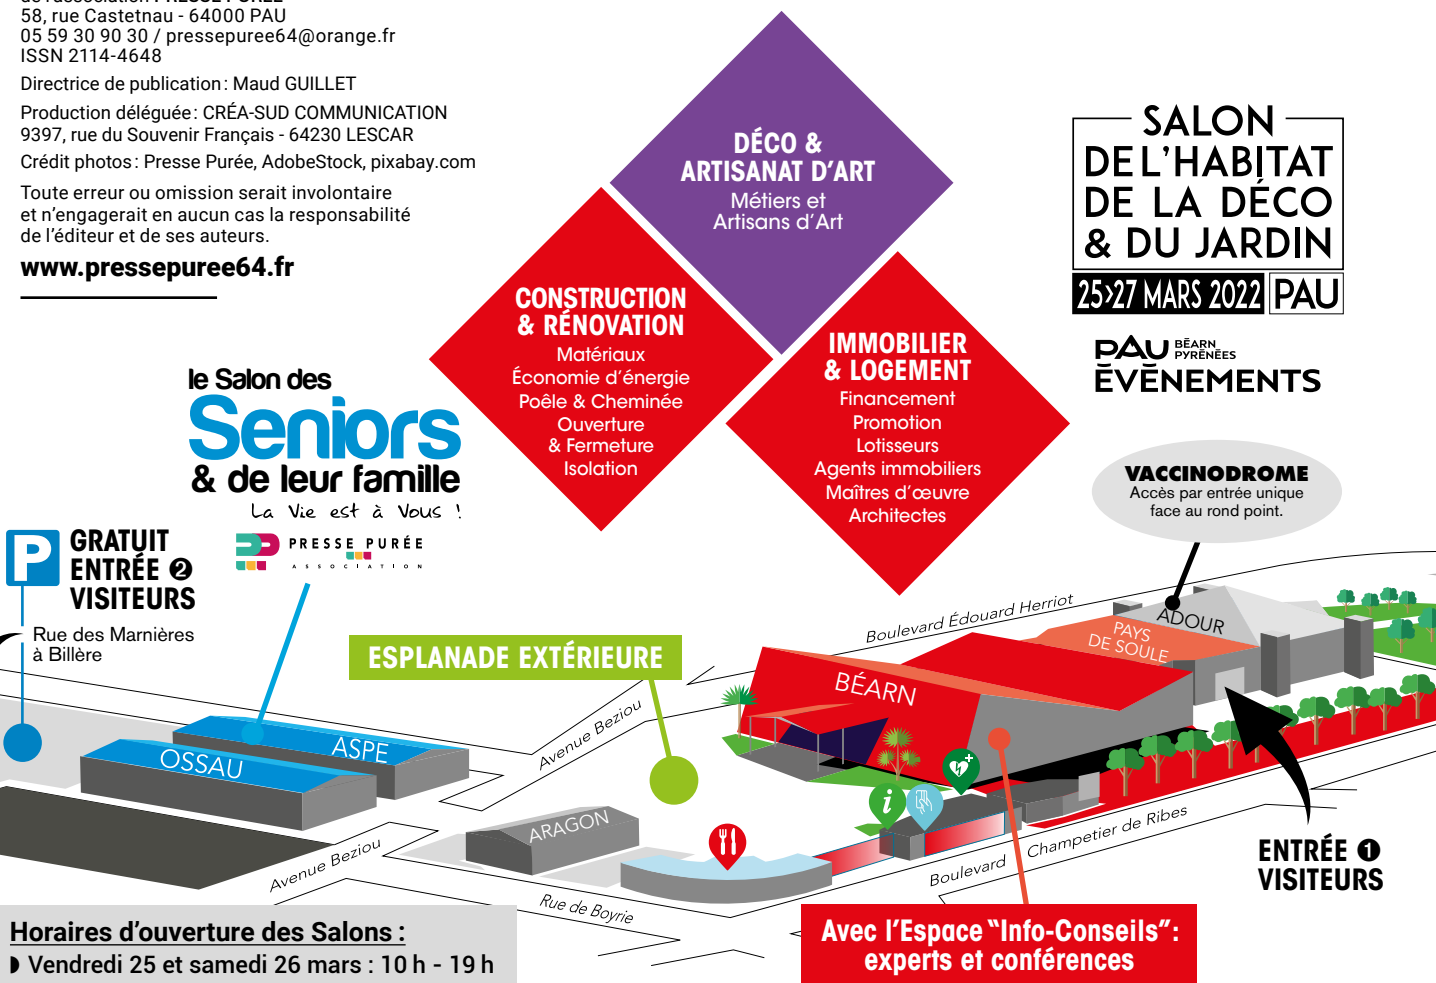 de l'association PRESSE PURÉE
58, rue Castetnau - 64000 PAU
05 59 30 90 30 / pressepuree64@orange.fr
ISSN 2114-4648
Directrice de publication : Maud GUILLET
Production déléguée : CRÉA-SUD COMMUNICATION
9397, rue du Souvenir Français - 64230 LESCAR
Crédit photos : Presse Purée, AdobeStock, pixabay.com
Toute erreur ou omission serait involontaire
et n'engagerait en aucun cas la responsabilité
de l'éditeur et de ses auteurs.
www.pressepuree64.fr
DÉCO &
ARTISANAT D'ART
Métiers et
Artisans d'Art
CONSTRUCTION
& RÉNOVATION
Matériaux
Économie d'énergie
Poêle & Cheminée
Ouverture
& Fermeture
Isolation
IMMOBILIER
& LOGEMENT
Financement
Promotion
Lotisseurs
Agents immobiliers
Maîtres d'œuvre
Architectes
SALON
DE L'HABITAT
DE LA DÉCO
& DU JARDIN
25>27 MARS 2022 PAU
PAU BÉARN
PYRÉNÉES
ÉVÉNEMENTS
le Salon des
Seniors
& de leur famille
La Vie est à Vous !
PRESSE PURÉE
ASSOCIATION
VACCINODROME
Accès par entrée unique
face au rond point.
P
GRATUIT
ENTRÉE ❷
VISITEURS
Rue des Marnières
à Billère
ESPLANADE EXTÉRIEURE
Boulevard Édouard Herriot
ADOUR
PAYS
DE SOULE
BÉARN
Avenue Beziou
ASPE
OSSAU
ARAGON
i
Avenue Beziou
Rue de Boyrie
Boulevard Champetier de Ribes
ENTRÉE ❶
VISITEURS
Avec l'Espace "Info-Conseils" :
experts et conférences
Horaires d'ouverture des Salons :
◗ Vendredi 25 et samedi 26 mars : 10 h - 19 h